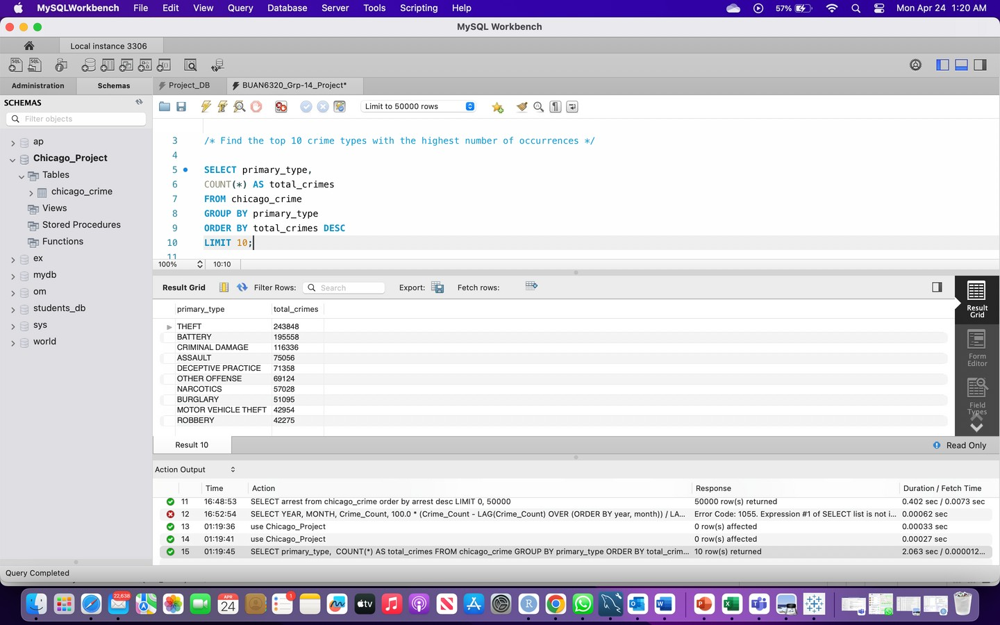 MySQLWorkbench File Edit View Query Database Server Tools Scripting Help 57% Mon Apr 24 1:20 AM
MySQL Workbench
Local instance 3306
Administration Schemas Project_DB BUAN6320_Grp-14_Project*
SCHEMAS
Filter objects
ap
Chicago_Project
Tables
chicago_crime
Views
Stored Procedures
Functions
ex
mydb
om
students_db
sys
world
Limit to 50000 rows
3 /* Find the top 10 crime types with the highest number of occurrences */
4
5 SELECT primary_type,
6 COUNT(*) AS total_crimes
7 FROM chicago_crime
8 GROUP BY primary_type
9 ORDER BY total_crimes DESC
10 LIMIT 10;
11
100% 10:10
Result Grid Filter Rows: Search Export: Fetch rows:
primary_type total_crimes
THEFT 243848
BATTERY 195558
CRIMINAL DAMAGE 116336
ASSAULT 75056
DECEPTIVE PRACTICE 71358
OTHER OFFENSE 69124
NARCOTICS 57028
BURGLARY 51095
MOTOR VEHICLE THEFT 42954
ROBBERY 42275
Result
Grid
Form
Editor
Field
Types
Result 10 Read Only
Action Output
Time Action Response Duration / Fetch Time
11 16:48:53 SELECT arrest from chicago_crime order by arrest desc LIMIT 0, 50000 50000 row(s) returned 0.402 sec / 0.0073 sec
12 16:52:54 SELECT YEAR, MONTH, Crime_Count, 100.0 * (Crime_Count - LAG(Crime_Count) OVER (ORDER BY year, month)) / LA... Error Code: 1055. Expression #1 of SELECT list is not i... 0.00062 sec
13 01:19:36 use Chicago_Project 0 row(s) affected 0.00033 sec
14 01:19:41 use Chicago_Project 0 row(s) affected 0.00027 sec
15 01:19:45 SELECT primary_type, COUNT(*) AS total_crimes FROM chicago_crime GROUP BY primary_type ORDER BY total_crim... 10 row(s) returned 2.063 sec / 0.000012...
Query Completed
22,638
APR
24
1
tv